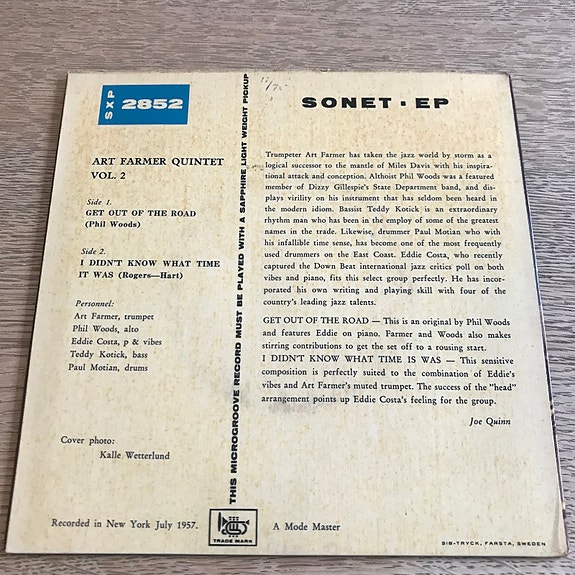 SXP 2852
ART FARMER QUINTET
VOL. 2
Side 1.
GET OUT OF THE ROAD
(Phil Woods)
Side 2.
I DIDN'T KNOW WHAT TIME
IT WAS (Rogers—Hart)
Personnel:
Art Farmer, trumpet
Phil Woods, alto
Eddie Costa, p & vibes
Teddy Kotick, bass
Paul Motian, drums
Cover photo:
Kalle Wetterlund
Recorded in New York July 1957.
THIS MICROGROOVE RECORD MUST BE PLAYED WITH A SAPPHIRE LIGHT WEIGHT PICKUP
TRADE MARK
SONET · EP
Trumpeter Art Farmer has taken the jazz world by storm as a
logical successor to the mantle of Miles Davis with his inspira-
tional attack and conception. Althoist Phil Woods was a featured
member of Dizzy Gillespie's State Department band, and dis-
plays virility on his instrument that has seldom been heard in
the modern idiom. Bassist Teddy Kotick is an extraordinary
rhythm man who has been in the employ of some of the greatest
names in the trade. Likewise, drummer Paul Motian who with
his infallible time sense, has become one of the most frequently
used drummers on the East Coast. Eddie Costa, who recently
captured the Down Beat international jazz critics poll on both
vibes and piano, fits this select group perfectly. He has incor-
porated his own writing and playing skill with four of the
country's leading jazz talents.
GET OUT OF THE ROAD — This is an original by Phil Woods
and features Eddie on piano. Farmer and Woods also makes
stirring contributions to get the set off to a rousing start.
I DIDN'T KNOW WHAT TIME IS WAS — This sensitive
composition is perfectly suited to the combination of Eddie's
vibes and Art Farmer's muted trumpet. The success of the "head"
arrangement points up Eddie Costa's feeling for the group.
Joe Quinn
A Mode Master
SIB-TRYCK, FARSTA, SWEDEN